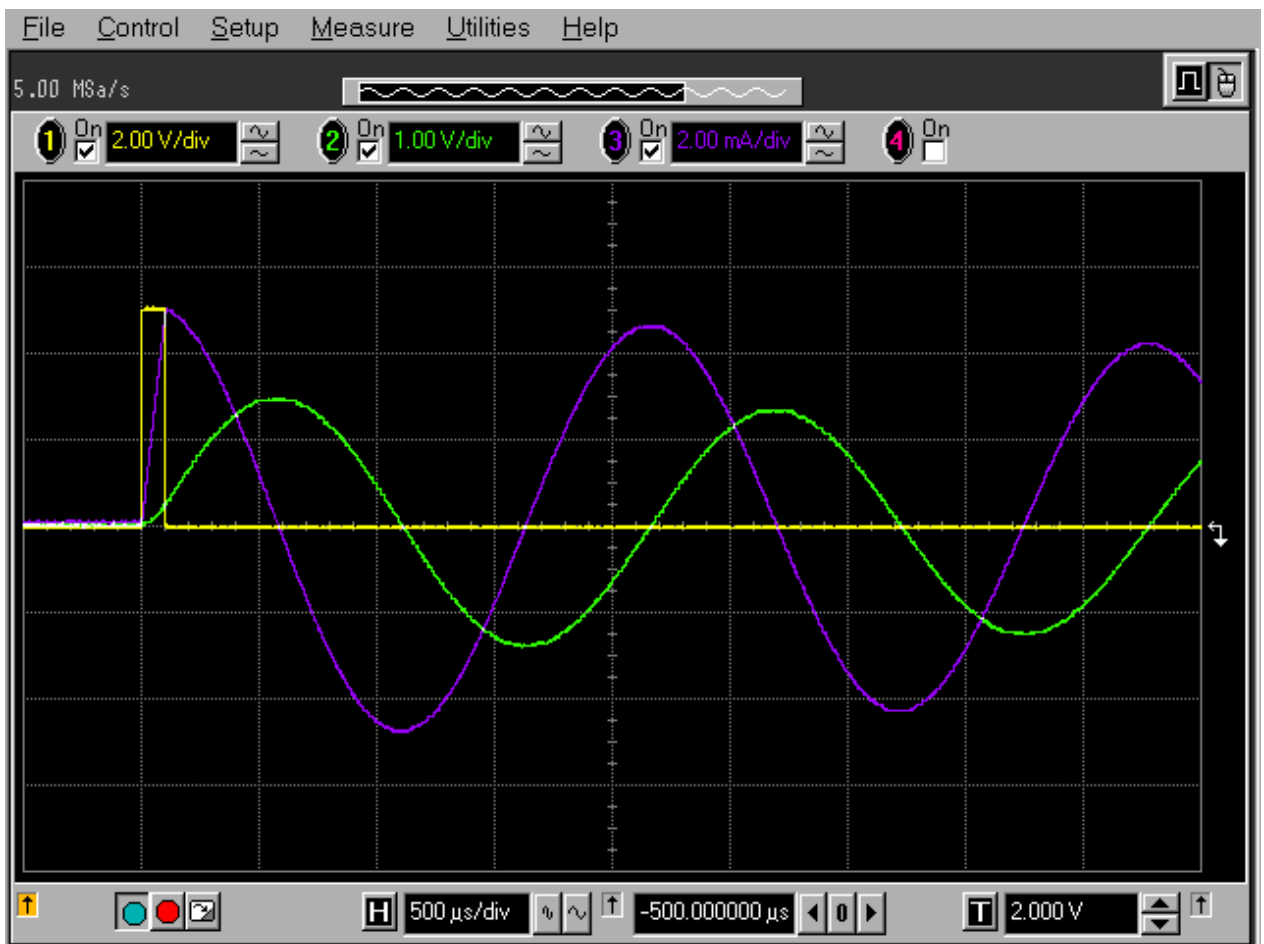 File Control Setup Measure Utilities Help
5.00 MSa/s
1 On 2.00 V/div 2 On 1.00 V/div 3 On 2.00 mA/div 4 On
H 500 µs/div -500.000000 µs 0 T 2.000 V